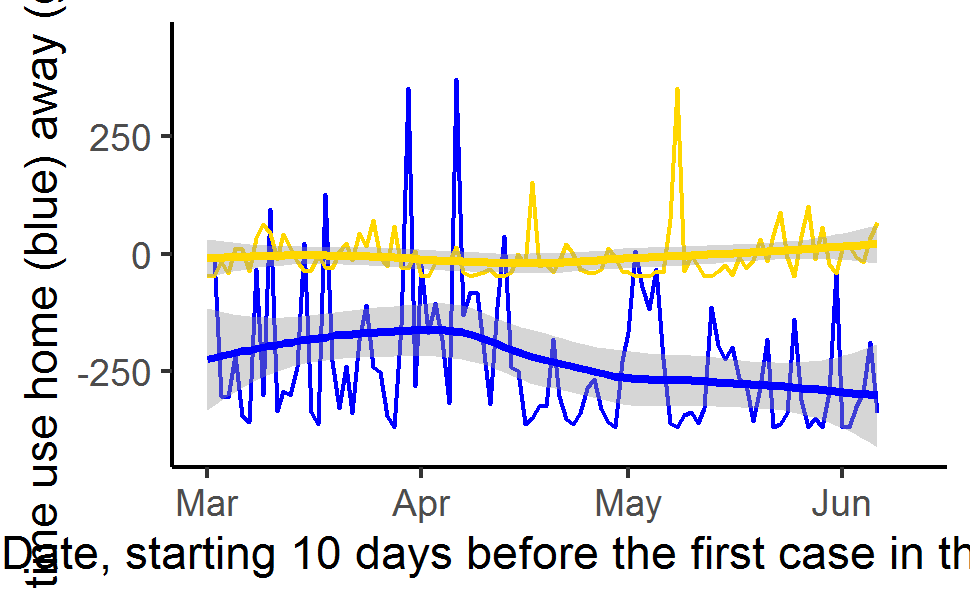 time use home (blue) away (
250
0
-250
Mar Apr May Jun
Date, starting 10 days before the first case in th